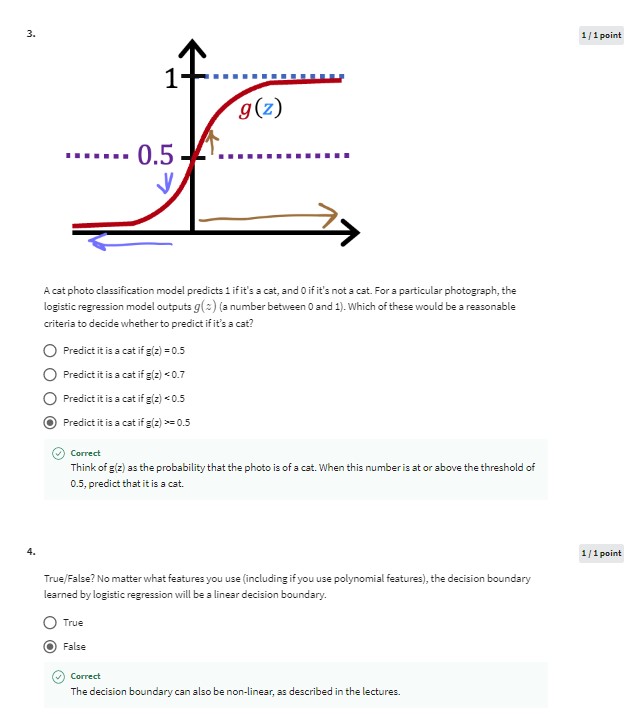 3.
1 / 1 point
1
g(z)
0.5
A cat photo classification model predicts 1 if it's a cat, and 0 if it's not a cat. For a particular photograph, the
logistic regression model outputs g(z) (a number between 0 and 1). Which of these would be a reasonable
criteria to decide whether to predict if it's a cat?
Predict it is a cat if g(z) = 0.5
Predict it is a cat if g(z) < 0.7
Predict it is a cat if g(z) < 0.5
Predict it is a cat if g(z) >= 0.5
Correct
Think of g(z) as the probability that the photo is of a cat. When this number is at or above the threshold of
0.5, predict that it is a cat.
4.
1 / 1 point
True/False? No matter what features you use (including if you use polynomial features), the decision boundary
learned by logistic regression will be a linear decision boundary.
True
False
Correct
The decision boundary can also be non-linear, as described in the lectures.